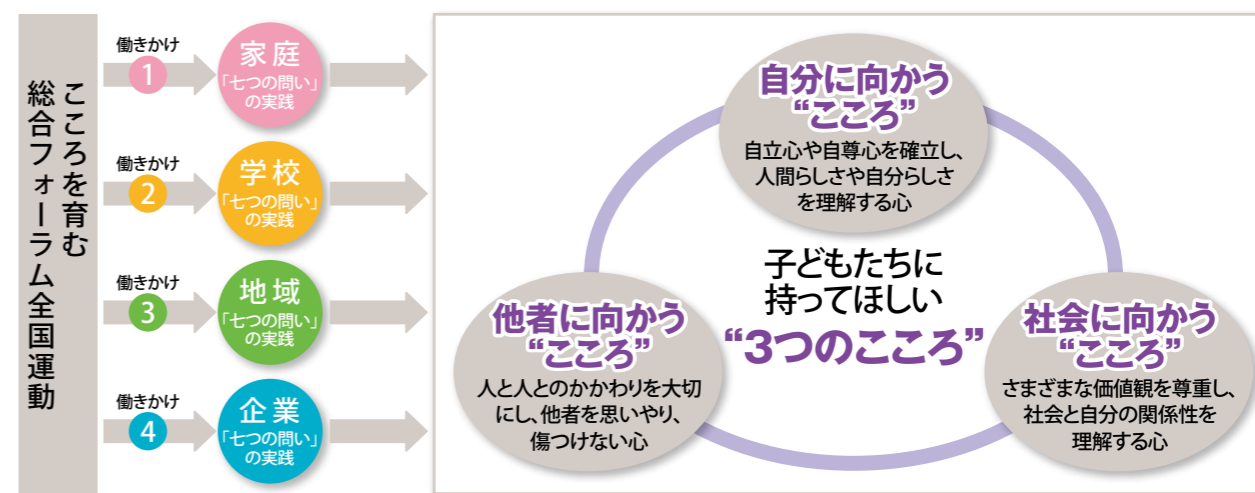 こころを育む
総合フォーラム全国運動
働きかけ
1
家庭
「七つの問い」
の実践
働きかけ
2
学校
「七つの問い」
の実践
働きかけ
3
地域
「七つの問い」
の実践
働きかけ
4
企業
「七つの問い」
の実践
自分に向かう
“こころ”
自立心や自尊心を確立し、
人間らしさや自分らしさ
を理解する心
子どもたちに
持ってほしい
“3つのこころ”
他者に向かう
“こころ”
人と人とのかかわりを大切
にし、他者を思いやり、
傷つけない心
社会に向かう
“こころ”
さまざまな価値観を尊重し、
社会と自分の関係性を
理解する心